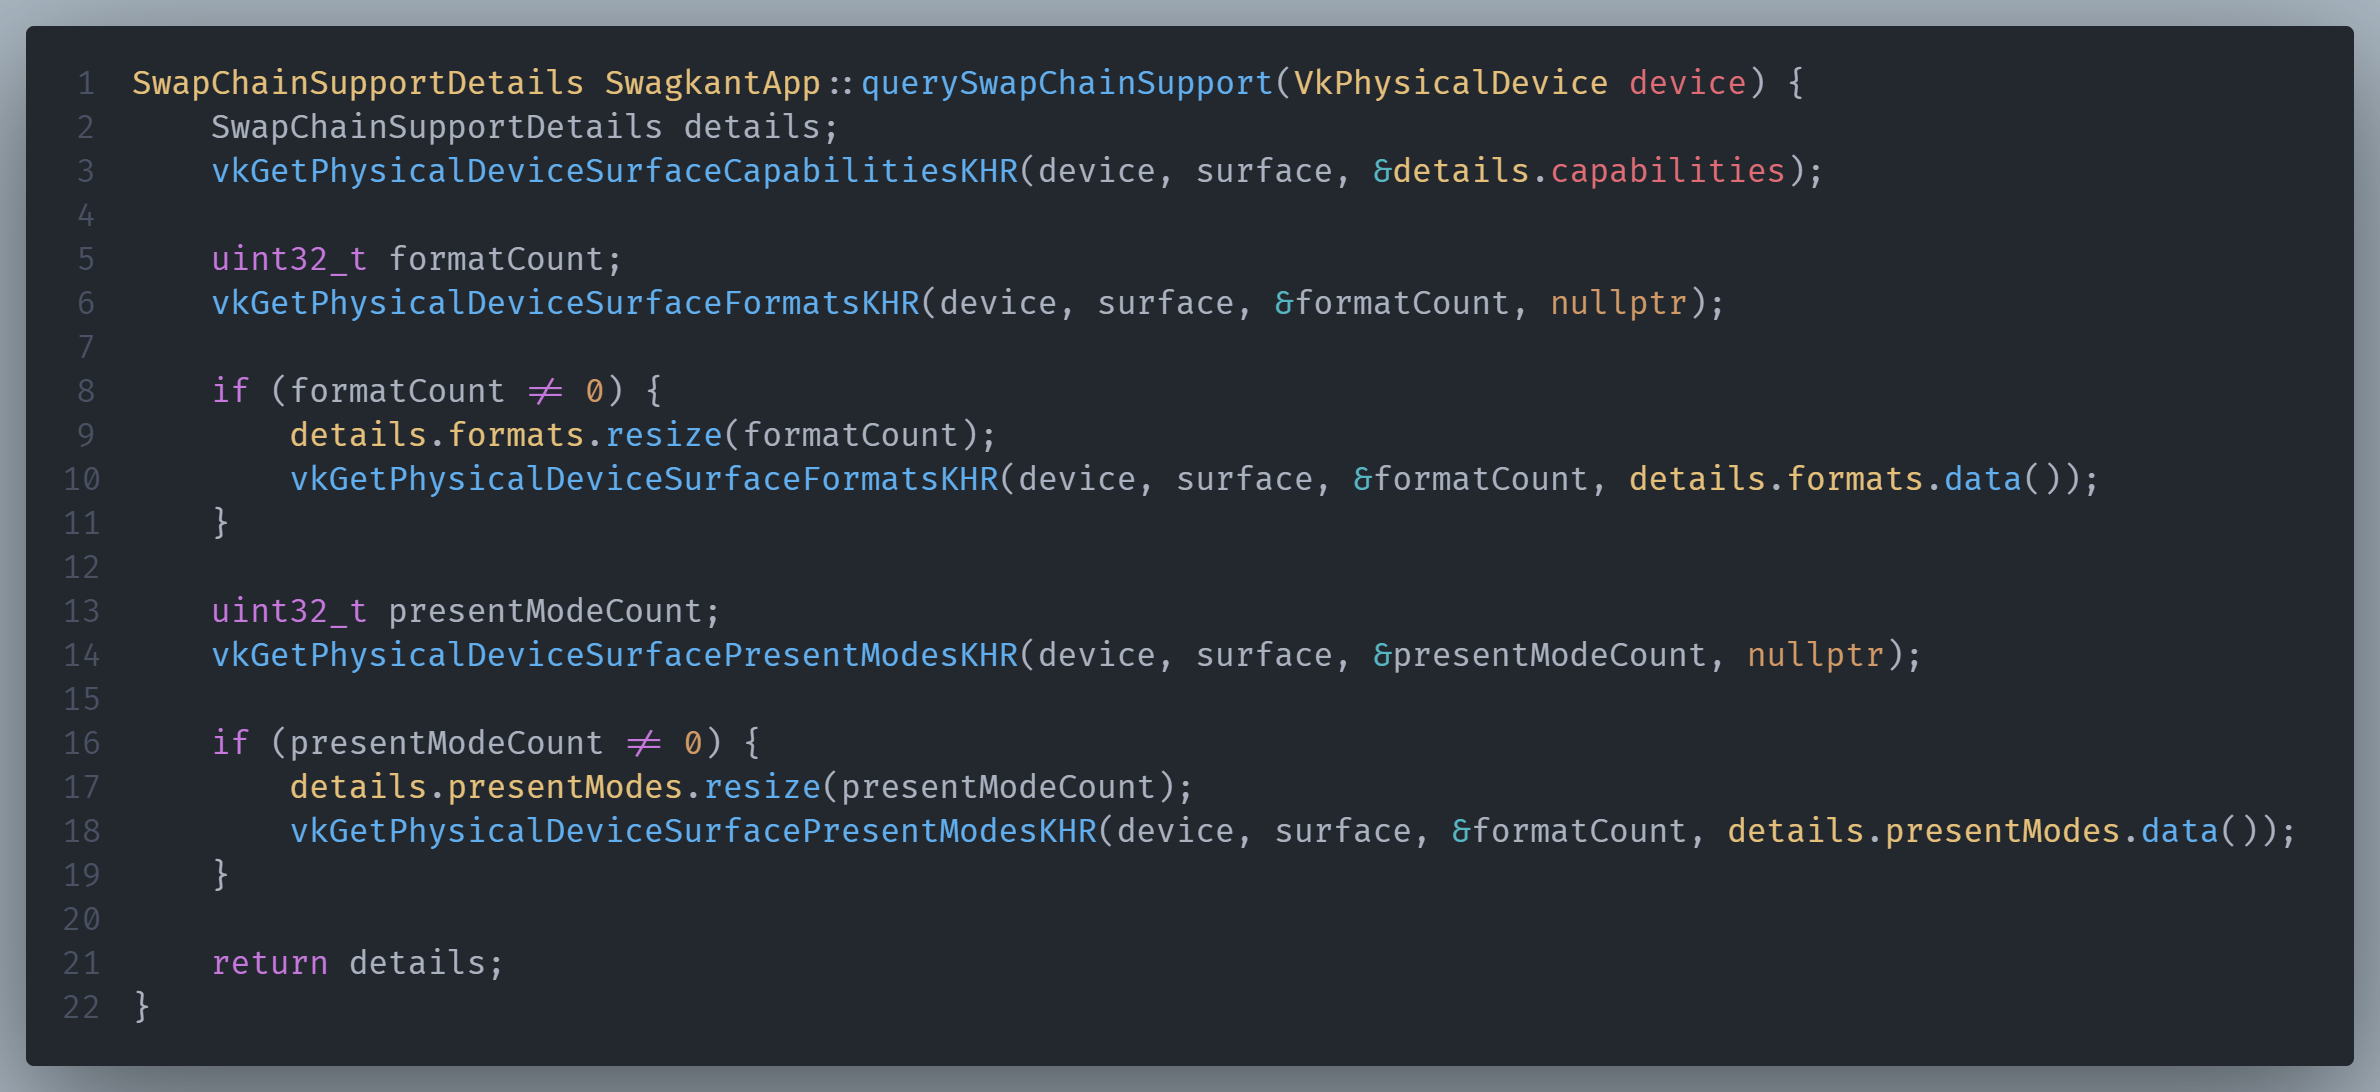 1 SwapChainSupportDetails SwagkantApp::querySwapChainSupport(VkPhysicalDevice device) {
2     SwapChainSupportDetails details;
3     vkGetPhysicalDeviceSurfaceCapabilitiesKHR(device, surface, &details.capabilities);
4
5     uint32_t formatCount;
6     vkGetPhysicalDeviceSurfaceFormatsKHR(device, surface, &formatCount, nullptr);
7
8     if (formatCount != 0) {
9         details.formats.resize(formatCount);
10         vkGetPhysicalDeviceSurfaceFormatsKHR(device, surface, &formatCount, details.formats.data());
11     }
12
13     uint32_t presentModeCount;
14     vkGetPhysicalDeviceSurfacePresentModesKHR(device, surface, &presentModeCount, nullptr);
15
16     if (presentModeCount != 0) {
17         details.presentModes.resize(presentModeCount);
18         vkGetPhysicalDeviceSurfacePresentModesKHR(device, surface, &formatCount, details.presentModes.data());
19     }
20
21     return details;
22 }